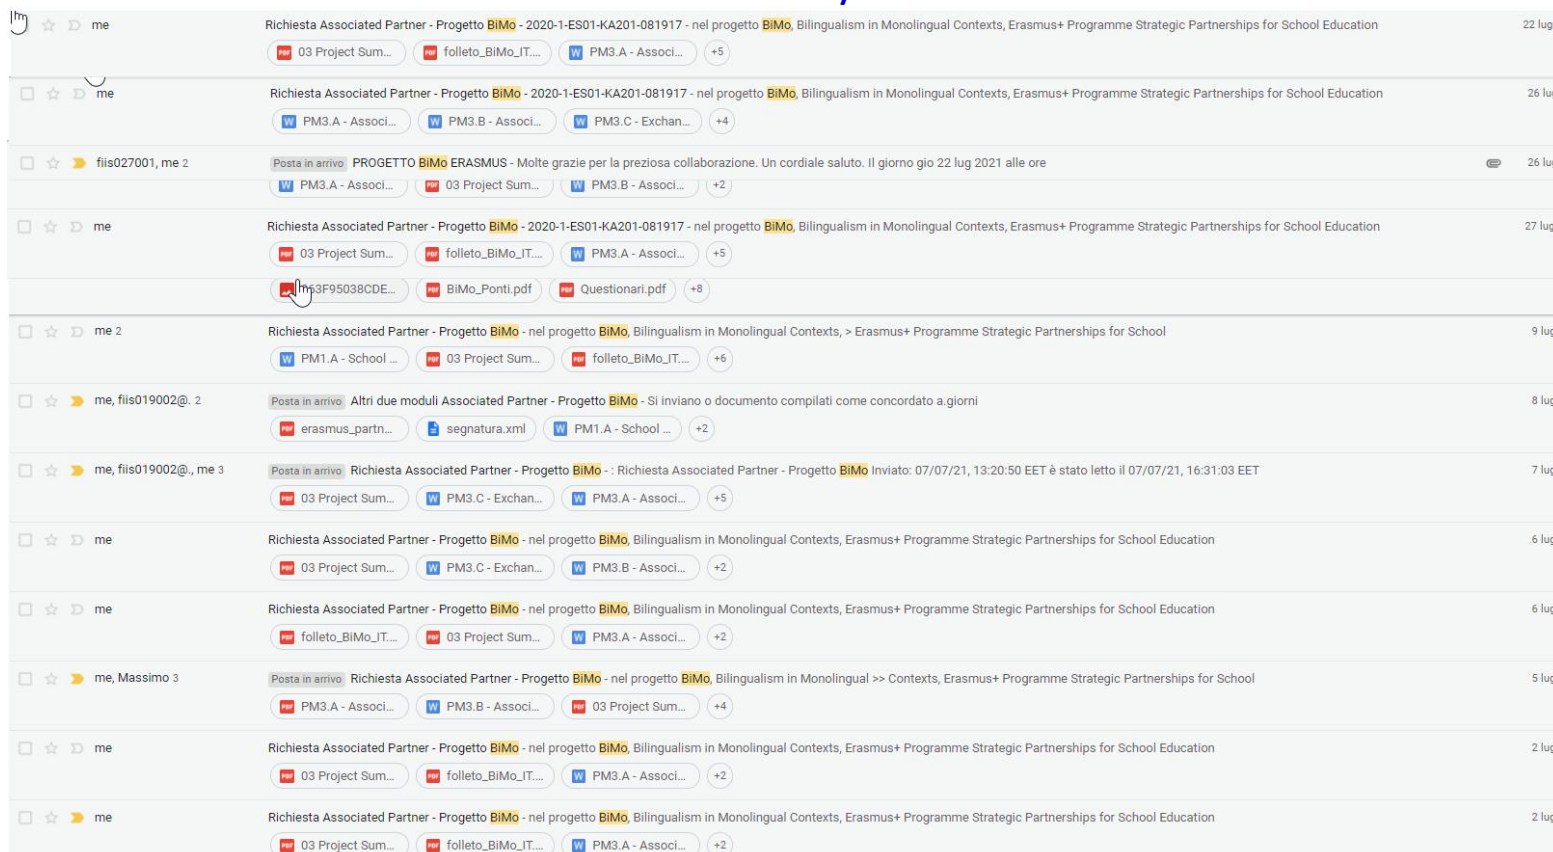 me Richiesta Associated Partner - Progetto BiMo - 2020-1-ES01-KA201-081917 - nel progetto BiMo, Bilingualism in Monolingual Contexts, Erasmus+ Programme Strategic Partnerships for School Education 22 lug
03 Project Sum... folleto_BiMo_IT.... PM3.A - Associ... +5
me Richiesta Associated Partner - Progetto BiMo - 2020-1-ES01-KA201-081917 - nel progetto BiMo, Bilingualism in Monolingual Contexts, Erasmus+ Programme Strategic Partnerships for School Education 26 lu
PM3.A - Associ... PM3.B - Associ... PM3.C - Exchan... +4
fiis027001, me 2 Posta in arrivo PROGETTO BiMo ERASMUS - Molte grazie per la preziosa collaborazione. Un cordiale saluto. Il giorno gio 22 lug 2021 alle ore 26 lu
PM3.A - Associ... 03 Project Sum... PM3.B - Associ... +2
me Richiesta Associated Partner - Progetto BiMo - 2020-1-ES01-KA201-081917 - nel progetto BiMo, Bilingualism in Monolingual Contexts, Erasmus+ Programme Strategic Partnerships for School Education 27 lug
03 Project Sum... folleto_BiMo_IT.... PM3.A - Associ... +5
63F95038CDE... BiMo_Ponti.pdf Questionari.pdf +8
me 2 Richiesta Associated Partner - Progetto BiMo - nel progetto BiMo, Bilingualism in Monolingual Contexts, > Erasmus+ Programme Strategic Partnerships for School 9 lug
PM1.A - School ... 03 Project Sum... folleto_BiMo_IT.... +6
me, fiis019002@. 2 Posta in arrivo Altri due moduli Associated Partner - Progetto BiMo - Si inviano o documento compilati come concordato a.giorni 8 lug
erasmus_partn... segnatura.xml PM1.A - School ... +2
me, fiis019002@., me 3 Posta in arrivo Richiesta Associated Partner - Progetto BiMo - : Richiesta Associated Partner - Progetto BiMo Inviato: 07/07/21, 13:20:50 EET è stato letto il 07/07/21, 16:31:03 EET 7 lug
03 Project Sum... PM3.C - Exchan... PM3.A - Associ... +5
me Richiesta Associated Partner - Progetto BiMo - nel progetto BiMo, Bilingualism in Monolingual Contexts, Erasmus+ Programme Strategic Partnerships for School Education 6 lug
03 Project Sum... PM3.C - Exchan... PM3.B - Associ... +2
me Richiesta Associated Partner - Progetto BiMo - nel progetto BiMo, Bilingualism in Monolingual Contexts, Erasmus+ Programme Strategic Partnerships for School Education 6 lug
folleto_BiMo_IT.... 03 Project Sum... PM3.A - Associ... +2
me, Massimo 3 Posta in arrivo Richiesta Associated Partner - Progetto BiMo - nel progetto BiMo, Bilingualism in Monolingual >> Contexts, Erasmus+ Programme Strategic Partnerships for School 5 lug
PM3.A - Associ... PM3.B - Associ... 03 Project Sum... +4
me Richiesta Associated Partner - Progetto BiMo - nel progetto BiMo, Bilingualism in Monolingual Contexts, Erasmus+ Programme Strategic Partnerships for School Education 2 lug
03 Project Sum... folleto_BiMo_IT.... PM3.A - Associ... +2
me Richiesta Associated Partner - Progetto BiMo - nel progetto BiMo, Bilingualism in Monolingual Contexts, Erasmus+ Programme Strategic Partnerships for School Education 2 lug
03 Project Sum... folleto_BiMo_IT.... PM3.A - Associ... +2